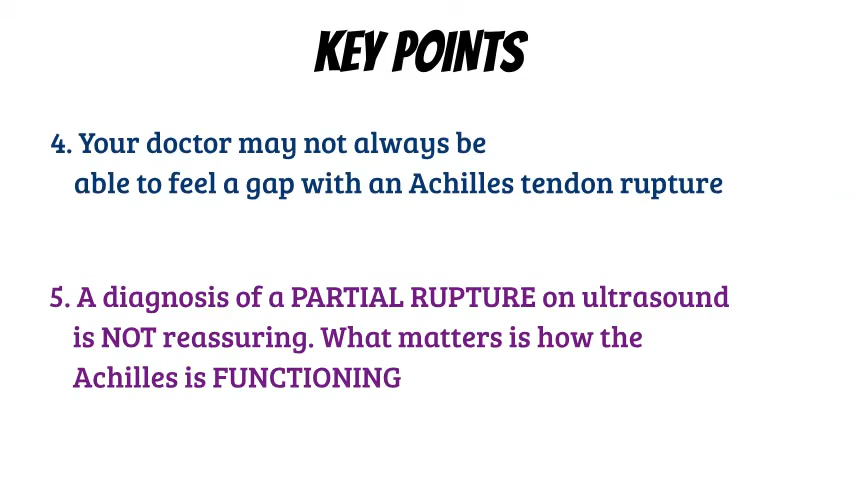 KEY POINTS
4. Your doctor may not always be
able to feel a gap with an Achilles tendon rupture
5. A diagnosis of a PARTIAL RUPTURE on ultrasound
is NOT reassuring. What matters is how the
Achilles is FUNCTIONING